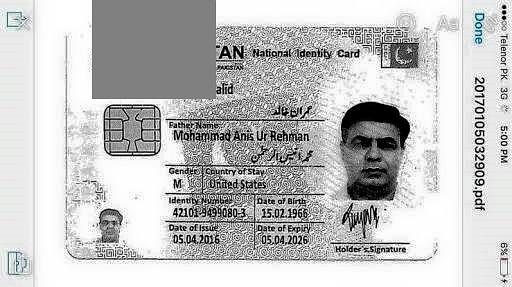 TAN National Identity Card
PAKISTAN
alid
عمران خالد
Father Name
Mohammad Anis Ur Rehman
محمد انیس الرحمٰن
Gender Country of Stay
M United States
Identity Number Date of Birth
42101-9499080-3 15.02.1966
Date of Issue Date of Expiry
05.04.2016 05.04.2026
Holder's Signature
Telenor PK 3G 5:00 PM 6%
Done 20170105032909.pdf
Aa